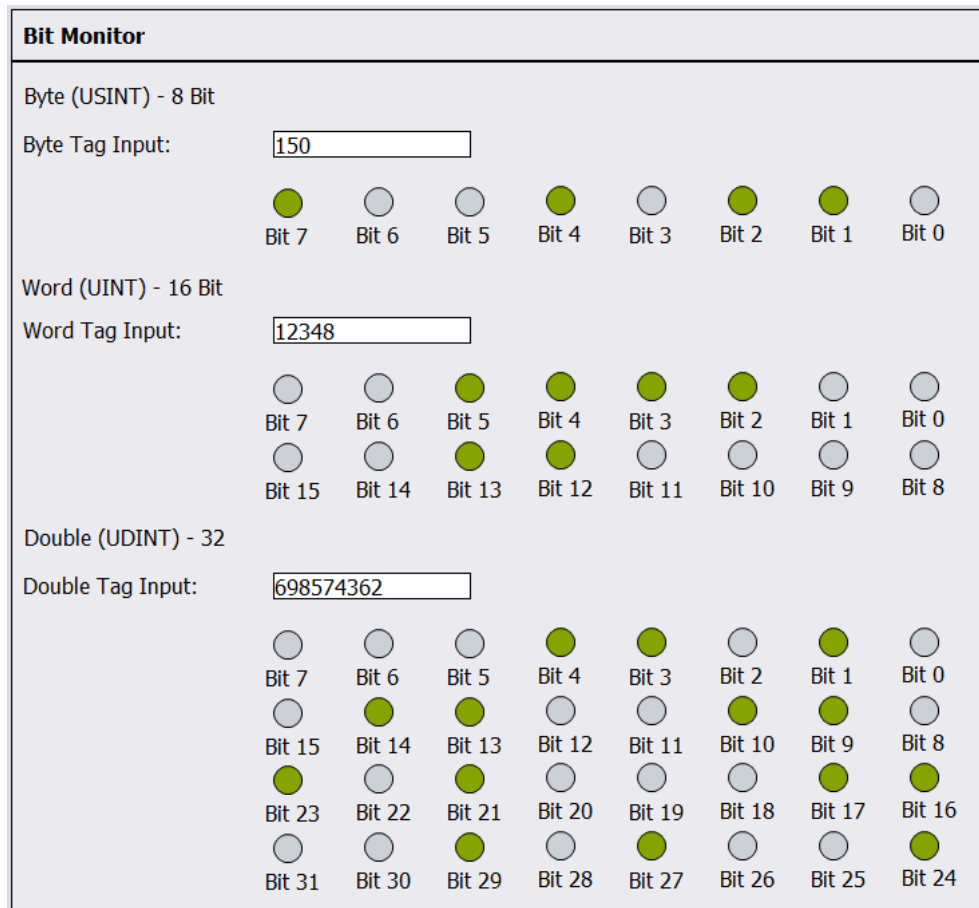 Bit Monitor
Byte (USINT) - 8 Bit
Byte Tag Input: 150
Bit 7 Bit 6 Bit 5 Bit 4 Bit 3 Bit 2 Bit 1 Bit 0
Word (UINT) - 16 Bit
Word Tag Input: 12348
Bit 7 Bit 6 Bit 5 Bit 4 Bit 3 Bit 2 Bit 1 Bit 0
Bit 15 Bit 14 Bit 13 Bit 12 Bit 11 Bit 10 Bit 9 Bit 8
Double (UDINT) - 32
Double Tag Input: 698574362
Bit 7 Bit 6 Bit 5 Bit 4 Bit 3 Bit 2 Bit 1 Bit 0
Bit 15 Bit 14 Bit 13 Bit 12 Bit 11 Bit 10 Bit 9 Bit 8
Bit 23 Bit 22 Bit 21 Bit 20 Bit 19 Bit 18 Bit 17 Bit 16
Bit 31 Bit 30 Bit 29 Bit 28 Bit 27 Bit 26 Bit 25 Bit 24